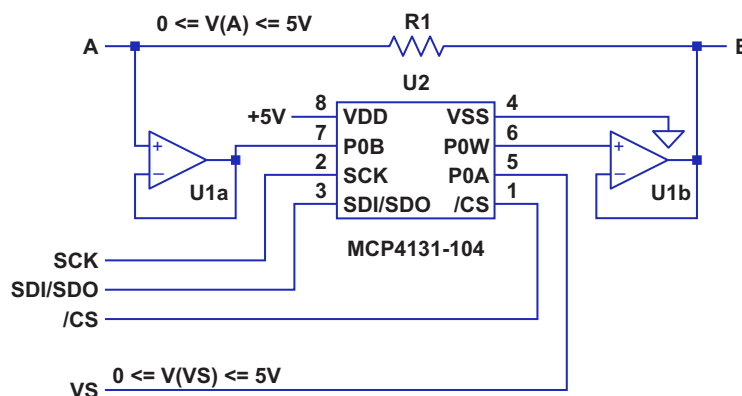 0 <= V(A) <= 5V
R1
A
B
U2
+5V
8
VDD
VSS
4
7
P0B
P0W
6
+
−
U1a
2
SCK
P0A
5
+
−
U1b
3
SDI/SDO
/CS
1
MCP4131-104
SCK
SDI/SDO
/CS
0 <= V(VS) <= 5V
VS